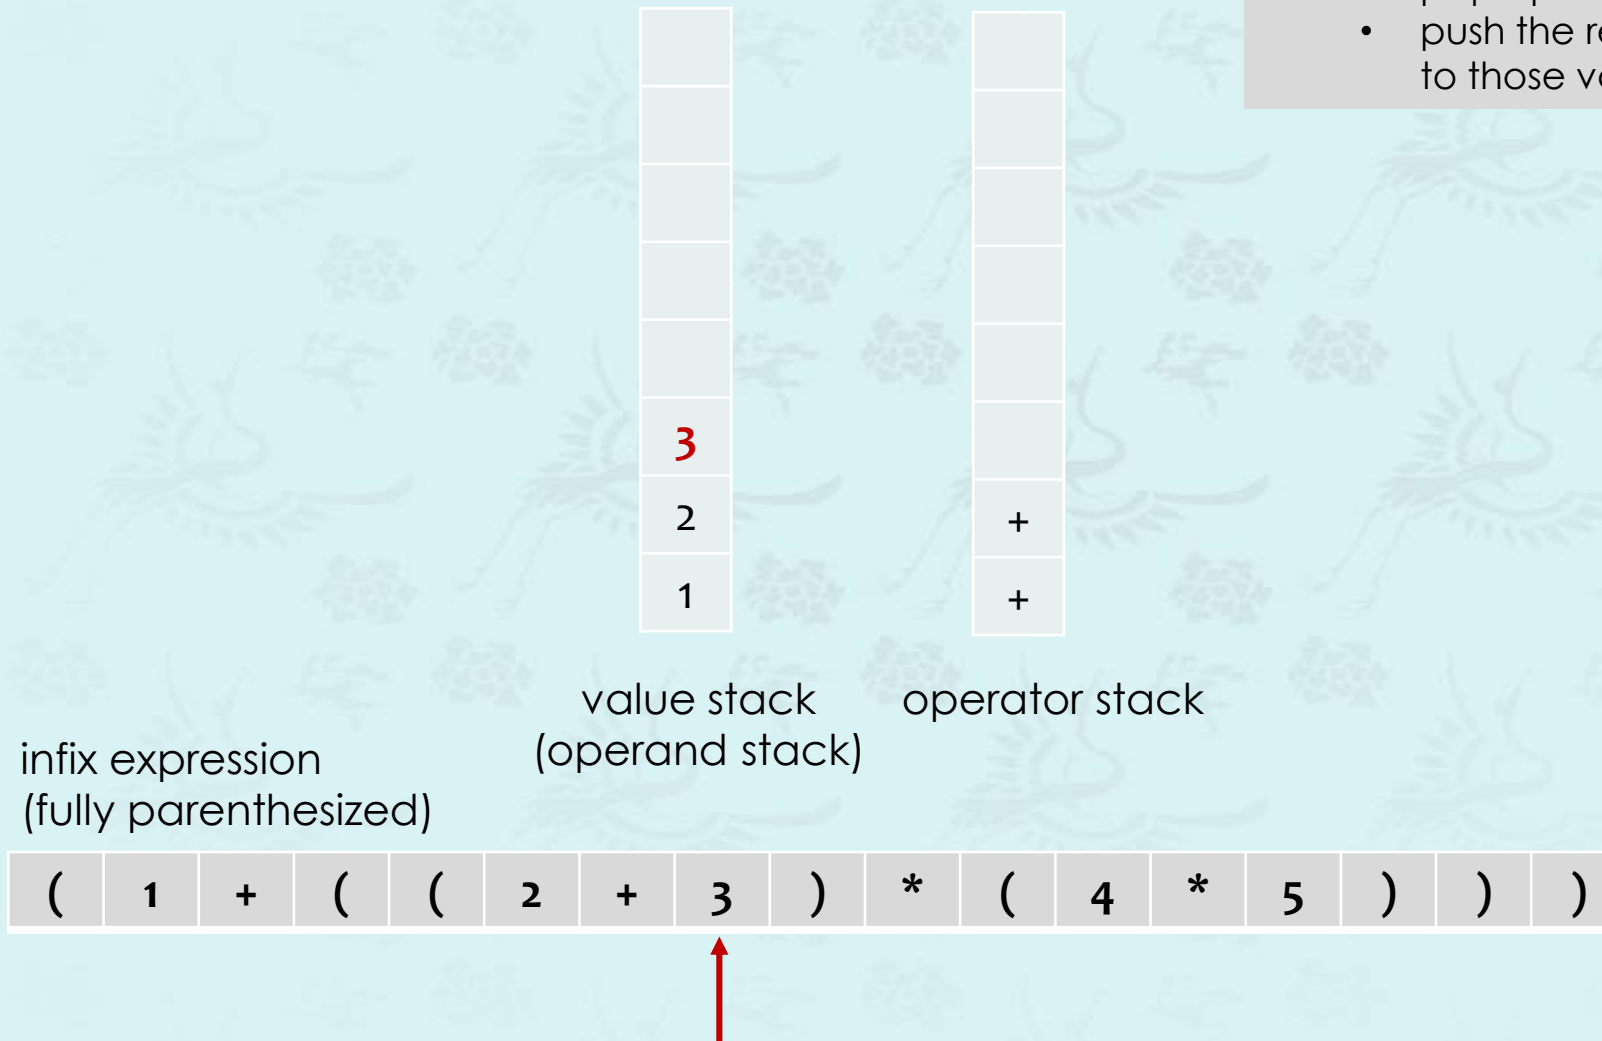 • push the re
to those v
3
2 +
1 +
value stack
(operand stack)
operator stack
infix expression
(fully parenthesized)
( 1 + ( ( 2 + 3 ) * ( 4 * 5 ) ) )